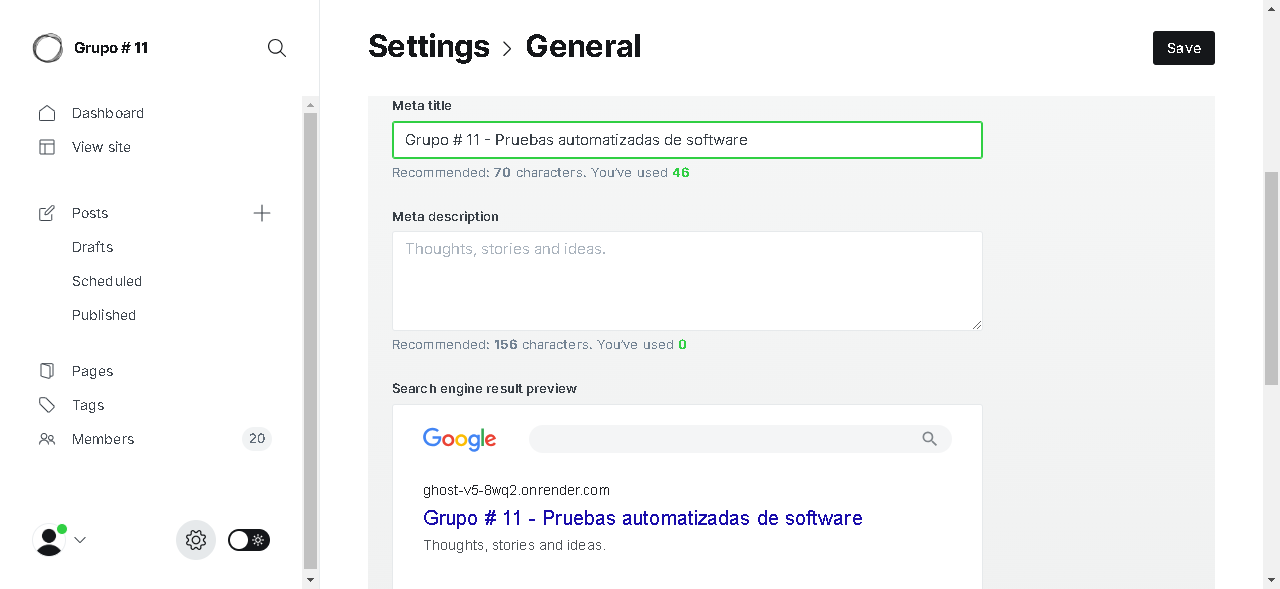 Grupo # 11
Settings > General
Save
Dashboard
View site
Posts
Drafts
Scheduled
Published
Pages
Tags
Members
20
Meta title
Grupo # 11 - Pruebas automatizadas de software
Recommended: 70 characters. You've used 46
Meta description
Thoughts, stories and ideas.
Recommended: 156 characters. You've used 0
Search engine result preview
Google
ghost-v5-8wq2.onrender.com
Grupo # 11 - Pruebas automatizadas de software
Thoughts, stories and ideas.